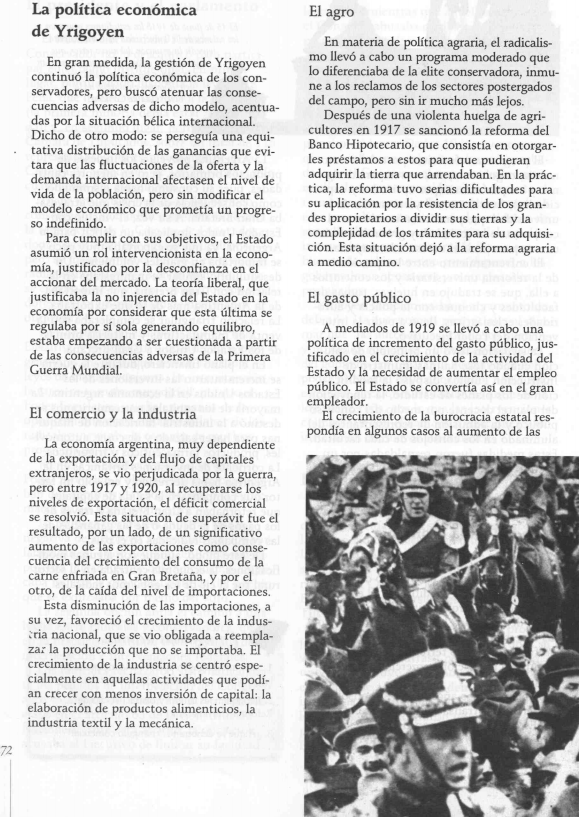 La política económica
de Yrigoyen
En gran medida, la gestión de Yrigoyen
continuó la política económica de los con-
servadores, pero buscó atenuar las conse-
cuencias adversas de dicho modelo, acentua-
das por la situación bélica internacional.
Dicho de otro modo: se perseguía una equi-
tativa distribución de las ganancias que evi-
tara que las fluctuaciones de la oferta y la
demanda internacional afectasen el nivel de
vida de la población, pero sin modificar el
modelo económico que prometía un progre-
so indefinido.
Para cumplir con sus objetivos, el Estado
asumió un rol intervencionista en la econo-
mía, justificado por la desconfianza en el
accionar del mercado. La teoría liberal, que
justificaba la no injerencia del Estado en la
economía por considerar que esta última se
regulaba por sí sola generando equilibro,
estaba empezando a ser cuestionada a partir
de las consecuencias adversas de la Primera
Guerra Mundial.
El comercio y la industria
La economía argentina, muy dependiente
de la exportación y del flujo de capitales
extranjeros, se vio perjudicada por la guerra,
pero entre 1917 y 1920, al recuperarse los
niveles de exportación, el déficit comercial
se resolvió. Esta situación de superávit fue el
resultado, por un lado, de un significativo
aumento de las exportaciones como conse-
cuencia del crecimiento del consumo de la
carne enfriada en Gran Bretaña, y por el
otro, de la caída del nivel de importaciones.
Esta disminución de las importaciones, a
su vez, favoreció el crecimiento de la indus-
tria nacional, que se vio obligada a reempla-
zar la producción que no se importaba. El
crecimiento de la industria se centró espe-
cialmente en aquellas actividades que podí-
an crecer con menos inversión de capital: la
elaboración de productos alimenticios, la
industria textil y la mecánica.
72
El agro
En materia de política agraria, el radicalis-
mo llevó a cabo un programa moderado que
lo diferenciaba de la elite conservadora, inmu-
ne a los reclamos de los sectores postergados
del campo, pero sin ir mucho más lejos.
Después de una violenta huelga de agri-
cultores en 1917 se sancionó la reforma del
Banco Hipotecario, que consistía en otorgar-
les préstamos a estos para que pudieran
adquirir la tierra que arrendaban. En la prác-
tica, la reforma tuvo serias dificultades para
su aplicación por la resistencia de los gran-
des propietarios a dividir sus tierras y la
complejidad de los trámites para su adquisi-
ción. Esta situación dejó a la reforma agraria
a medio camino.
El gasto público
A mediados de 1919 se llevó a cabo una
política de incremento del gasto público, jus-
tificado en el crecimiento de la actividad del
Estado y la necesidad de aumentar el empleo
público. El Estado se convertía así en el gran
empleador.
El crecimiento de la burocracia estatal res-
pondía en algunos casos al aumento de las